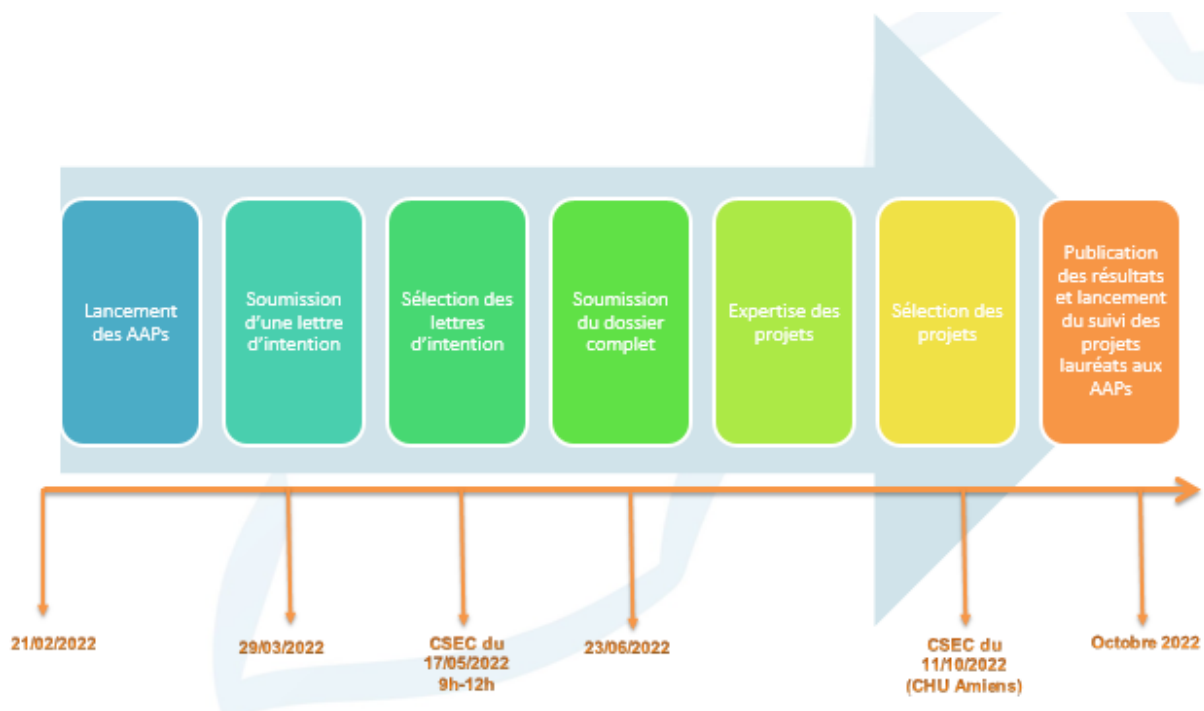 Lancement
des AAPs
Soumission
d'une lettre
d'intention
Sélection des
lettres
d'intention
Soumission
du dossier
complet
Expertise des
projets
Sélection des
projets
Publication
des résultats
et lancement
du suivi des
projets
lauréats aux
AAPs
21/02/2022
29/03/2022
CSEC du
17/05/2022
9h-12h
23/06/2022
CSEC du
11/10/2022
(CHU Amiens)
Octobre 2022